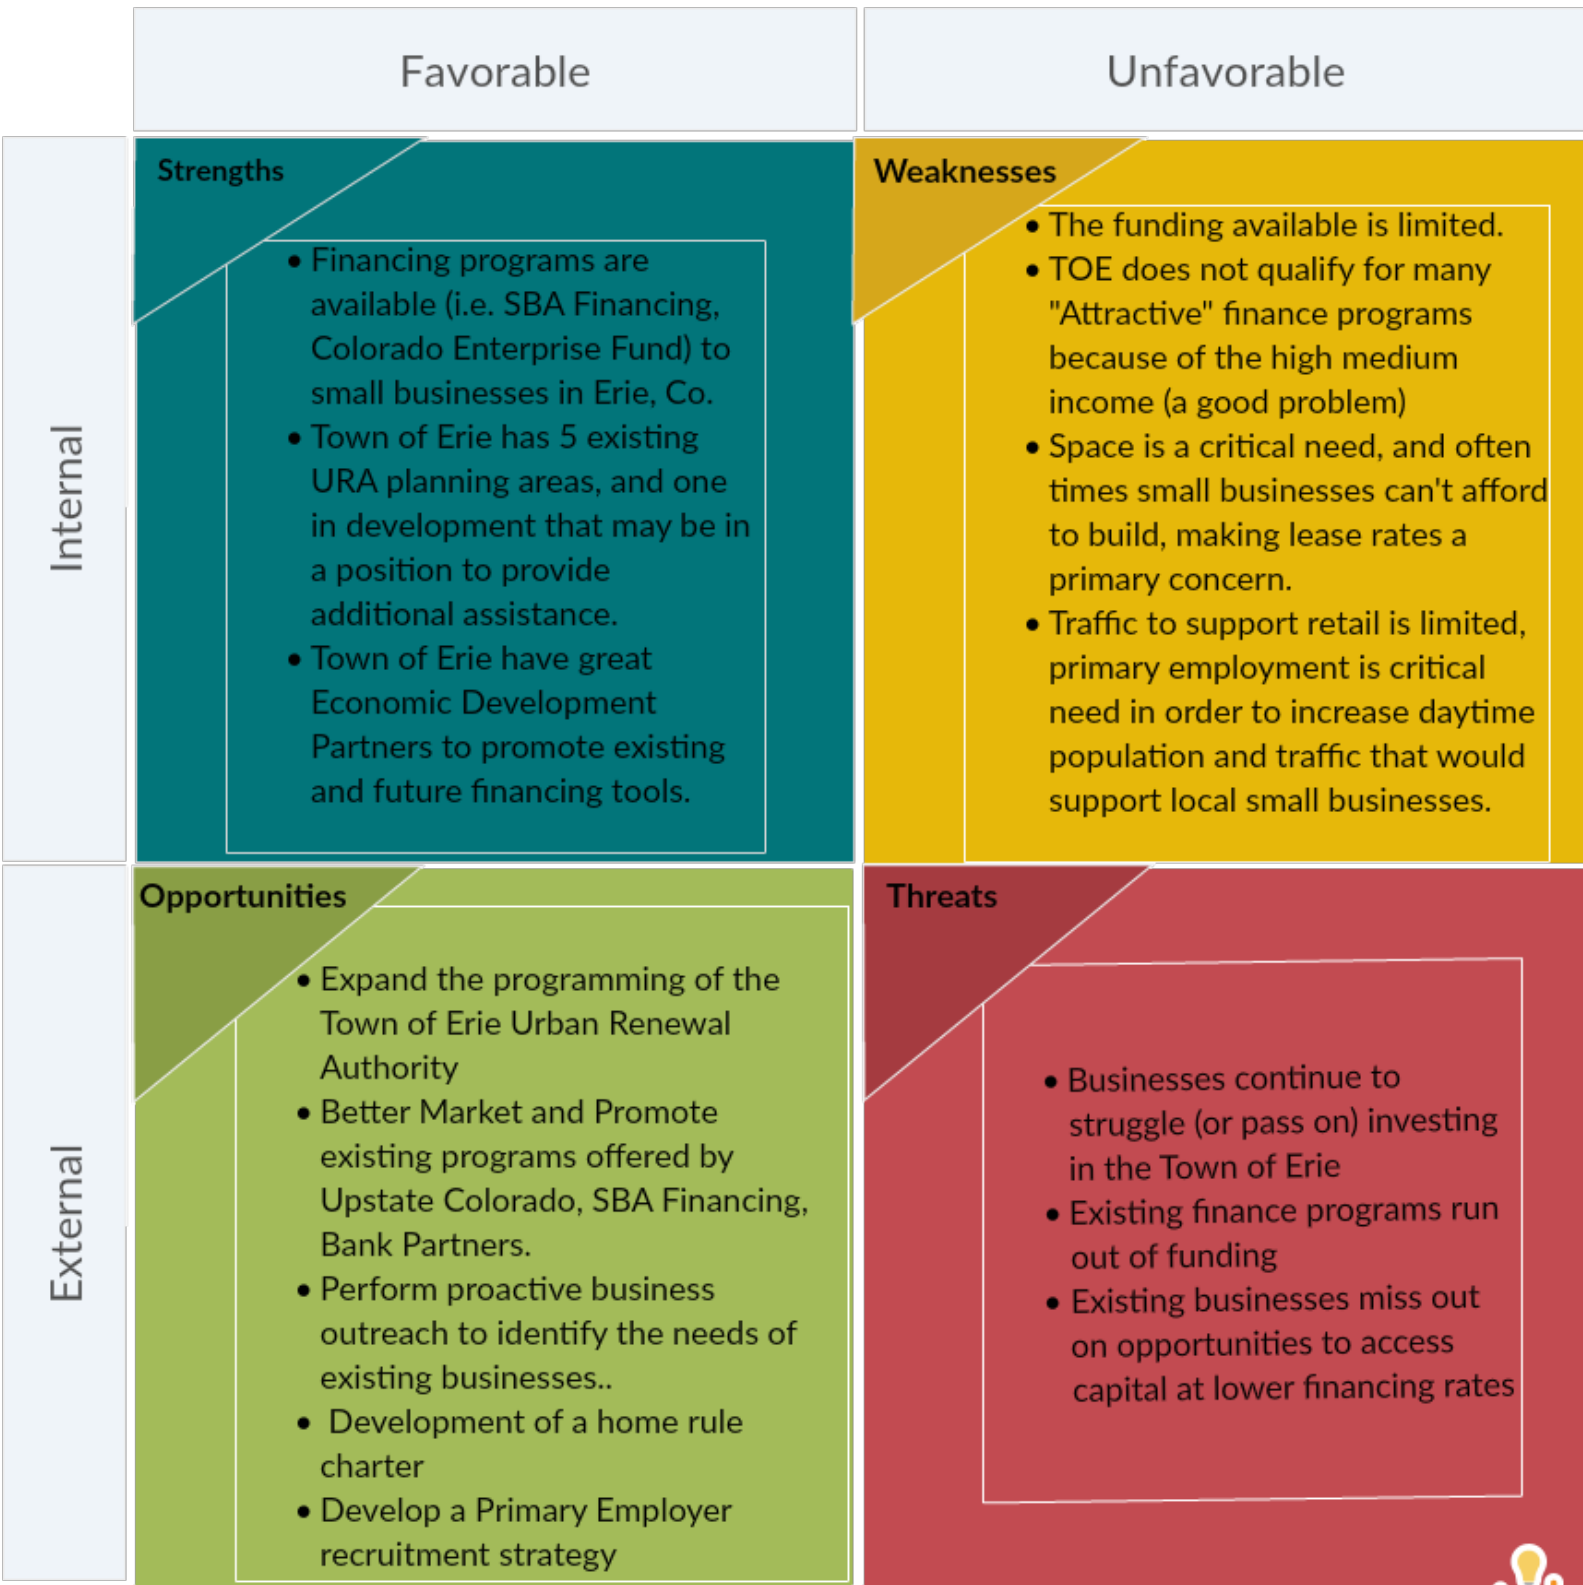 Favorable
Unfavorable
Internal
Strengths
• Financing programs are
available (i.e. SBA Financing,
Colorado Enterprise Fund) to
small businesses in Erie, Co.
• Town of Erie has 5 existing
URA planning areas, and one
in development that may be in
a position to provide
additional assistance.
• Town of Erie have great
Economic Development
Partners to promote existing
and future financing tools.
Weaknesses
• The funding available is limited.
• TOE does not qualify for many
"Attractive" finance programs
because of the high medium
income (a good problem)
• Space is a critical need, and often
times small businesses can't afford
to build, making lease rates a
primary concern.
• Traffic to support retail is limited,
primary employment is critical
need in order to increase daytime
population and traffic that would
support local small businesses.
External
Opportunities
• Expand the programming of the
Town of Erie Urban Renewal
Authority
• Better Market and Promote
existing programs offered by
Upstate Colorado, SBA Financing,
Bank Partners.
• Perform proactive business
outreach to identify the needs of
existing businesses..
• Development of a home rule
charter
• Develop a Primary Employer
recruitment strategy
Threats
• Businesses continue to
struggle (or pass on) investing
in the Town of Erie
• Existing finance programs run
out of funding
• Existing businesses miss out
on opportunities to access
capital at lower financing rates